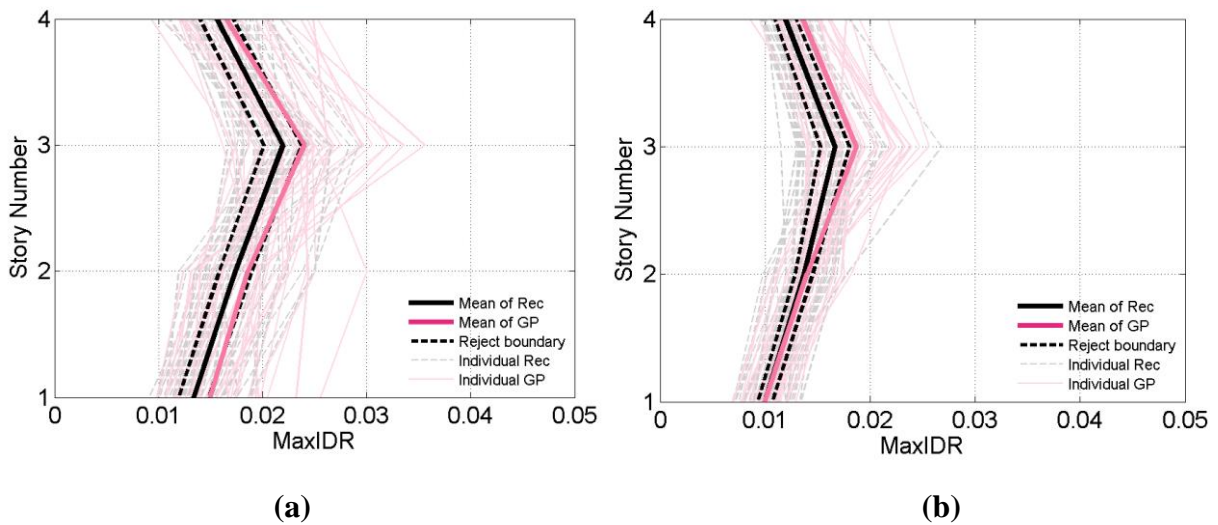 4
3
2
1
Story Number
0
0.01
0.02
0.03
0.04
0.05
MaxIDR
Mean of Rec
Mean of GP
Reject boundary
Individual Rec
Individual GP
(a)
4
3
2
1
Story Number
0
0.01
0.02
0.03
0.04
0.05
MaxIDR
Mean of Rec
Mean of GP
Reject boundary
Individual Rec
Individual GP
(b)